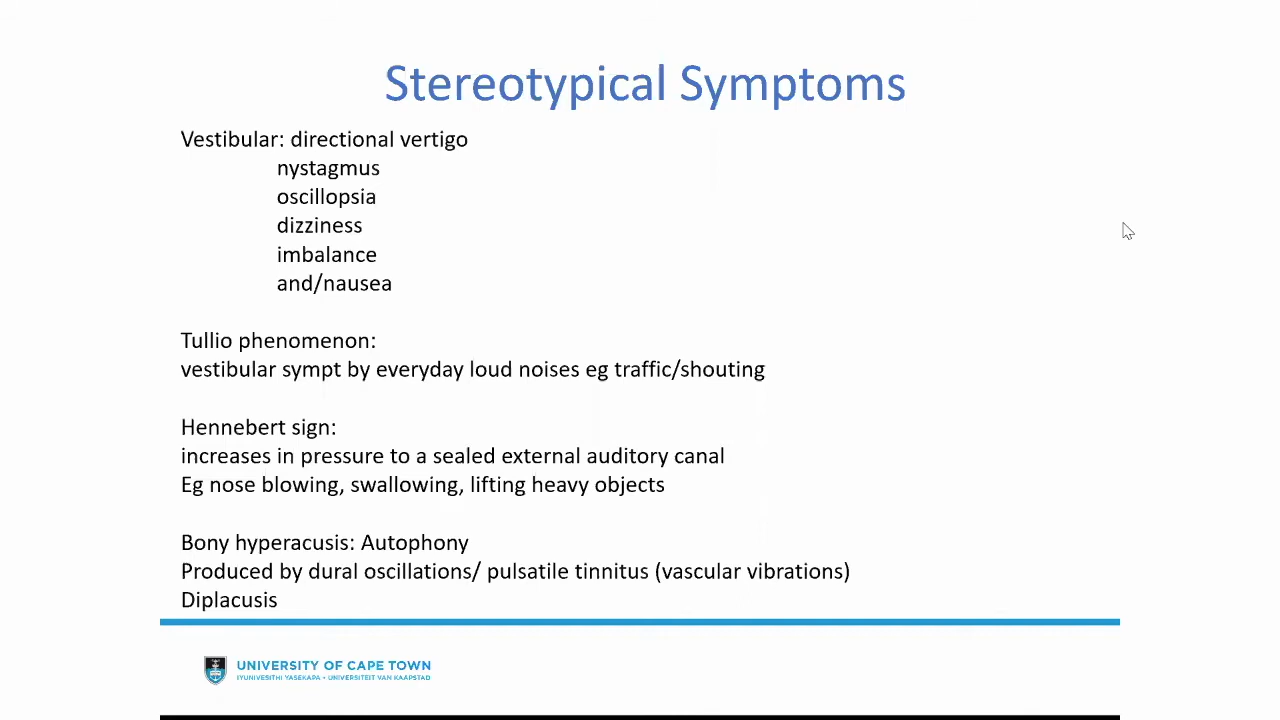 Stereotypical Symptoms
Vestibular: directional vertigo
nystagmus
oscillopsia
dizziness
imbalance
and/nausea
Tullio phenomenon:
vestibular sympt by everyday loud noises eg traffic/shouting
Hennebert sign:
increases in pressure to a sealed external auditory canal
Eg nose blowing, swallowing, lifting heavy objects
Bony hyperacusis: Autophony
Produced by dural oscillations/ pulsatile tinnitus (vascular vibrations)
Diplacusis
UNIVERSITY OF CAPE TOWN
IYUNIVESITHI YASEKAPA • UNIVERSITEIT VAN KAAPSTAD